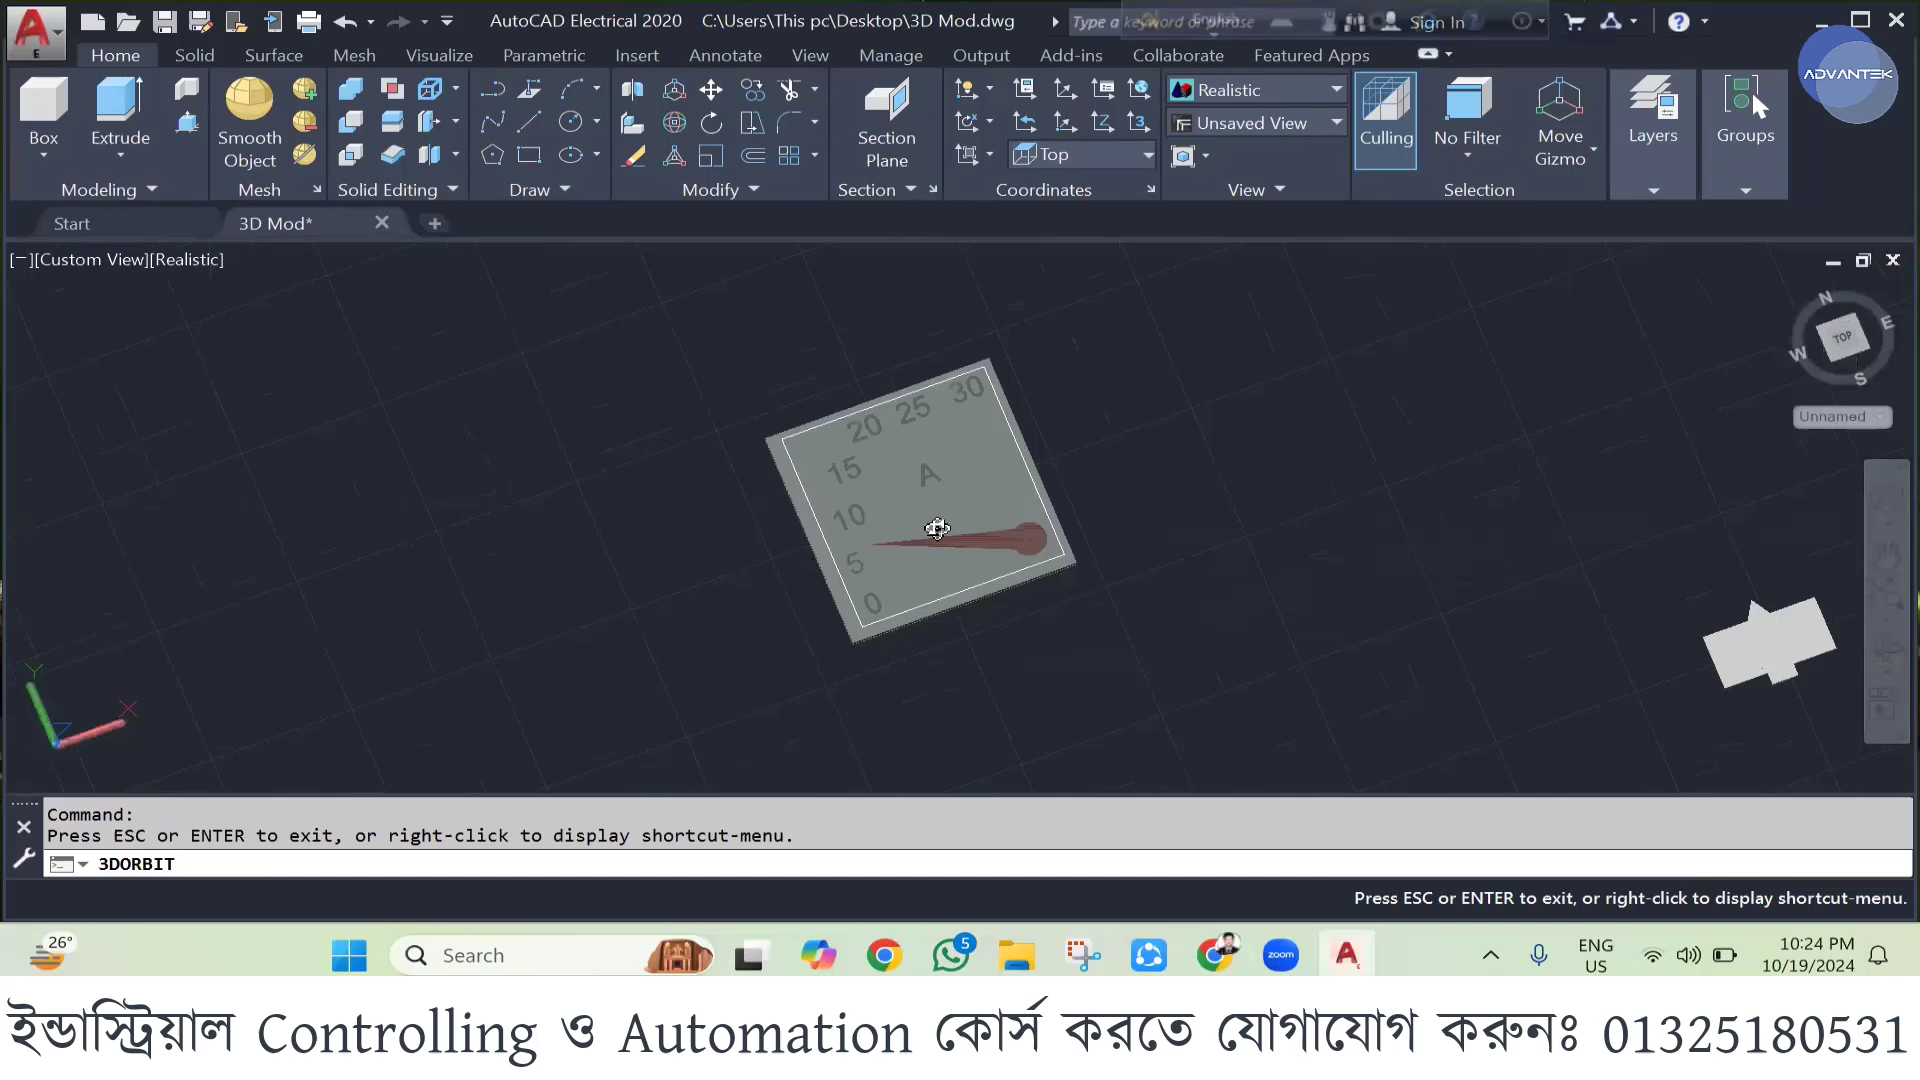 AutoCAD Electrical 2020 C:\Users\This pc\Desktop\3D Mod.dwg Type a keyword or phrase Sign In
Home Solid Surface Mesh Visualize Parametric Insert Annotate View Manage Output Add-ins Collaborate Featured Apps
ADVANTEK
Box Extrude Smooth Object Section Plane Realistic Unsaved View Top Culling No Filter Move Gizmo Layers Groups
Modeling Mesh Solid Editing Draw Modify Section Coordinates View Selection
Start 3D Mod*
[−][Custom View][Realistic]
N
E
TOP
W
S
Unnamed
30
25
20
15
A
10
5
0
Y
X
Command:
Press ESC or ENTER to exit, or right-click to display shortcut-menu.
3DORBIT
Press ESC or ENTER to exit, or right-click to display shortcut-menu.
26° Search 5 zoom ENG US 10:24 PM 10/19/2024
ইন্ডাস্ট্রিয়াল Controlling ও Automation কোর্স করতে যোগাযোগ করুনঃ 01325180531